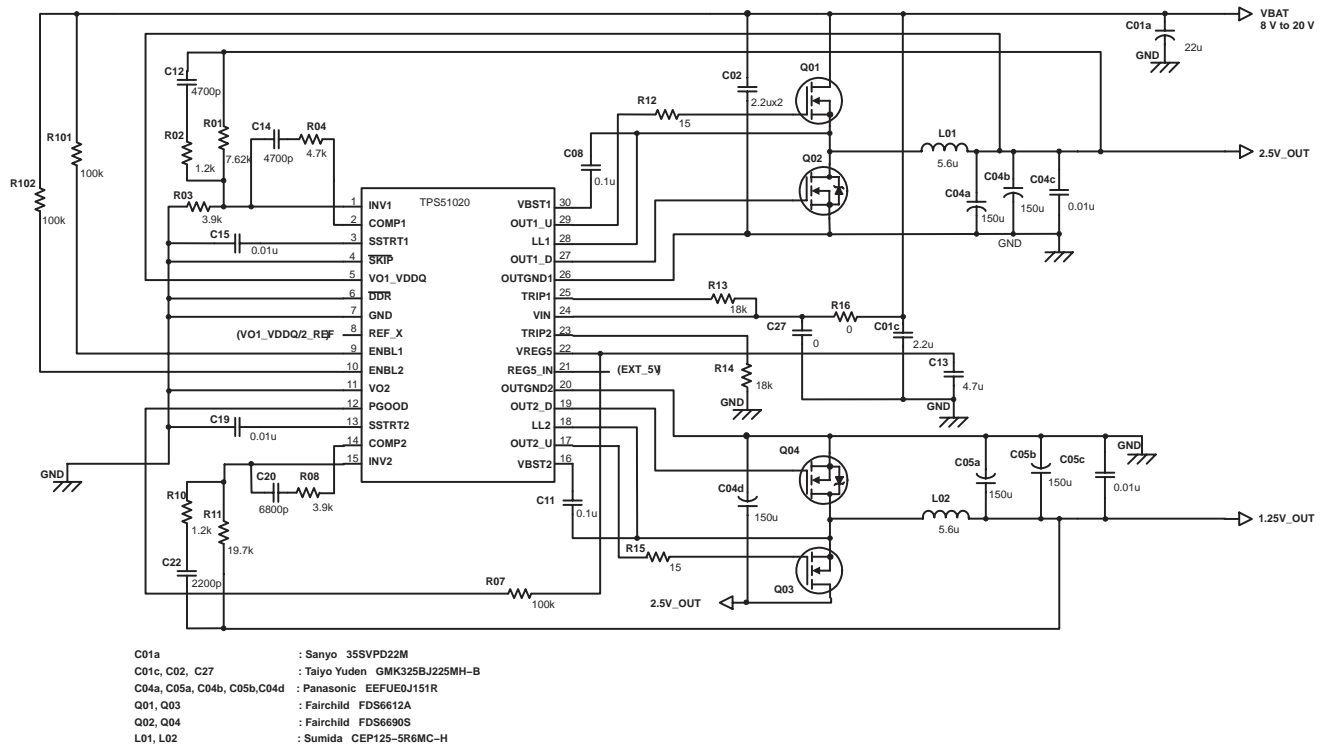 VBAT
8 V to 20 V
C01a
22u
GND
C12
4700p
R02
1.2k
R01
7.62k
C14
4700p
R04
4.7k
R101
100k
R102
100k
R03
3.9k
C15
0.01u
C02
2.2ux2
Q01
R12
15
C08
0.1u
Q02
L01
5.6u
2.5V_OUT
C04a
150u
C04b
150u
C04c
0.01u
GND
TPS51020
1 INV1
2 COMP1
3 SSTRT1
4 SKIP
5 VO1_VDDQ
6 DDR
7 GND
8 REF_X
9 ENBL1
10 ENBL2
11 VO2
12 PGOOD
13 SSTRT2
14 COMP2
15 INV2
VBST1 30
OUT1_U 29
LL1 28
OUT1_D 27
OUTGND1 26
TRIP1 25
VIN 24
TRIP2 23
VREG5 22
REG5_IN 21
OUTGND2 20
OUT2_D 19
LL2 18
OUT2_U 17
VBST2 16
(VO1_VDDQ/2_REF)
(EXT_5V)
R13
18k
R16
0
C27
0
C01c
2.2u
R14
18k
GND
C13
4.7u
GND
C19
0.01u
GND
C20
6800p
R08
3.9k
R10
1.2k
R11
19.7k
C22
2200p
C11
0.1u
R15
15
C04d
150u
Q04
Q03
2.5V_OUT
R07
100k
L02
5.6u
C05a
150u
C05b
150u
C05c
0.01u
GND
1.25V_OUT
C01a : Sanyo 35SVPD22M
C01c, C02, C27 : Taiyo Yuden GMK325BJ225MH−B
C04a, C05a, C04b, C05b,C04d : Panasonic EEFUE0J151R
Q01, Q03 : Fairchild FDS6612A
Q02, Q04 : Fairchild FDS6690S
L01, L02 : Sumida CEP125−5R6MC−H